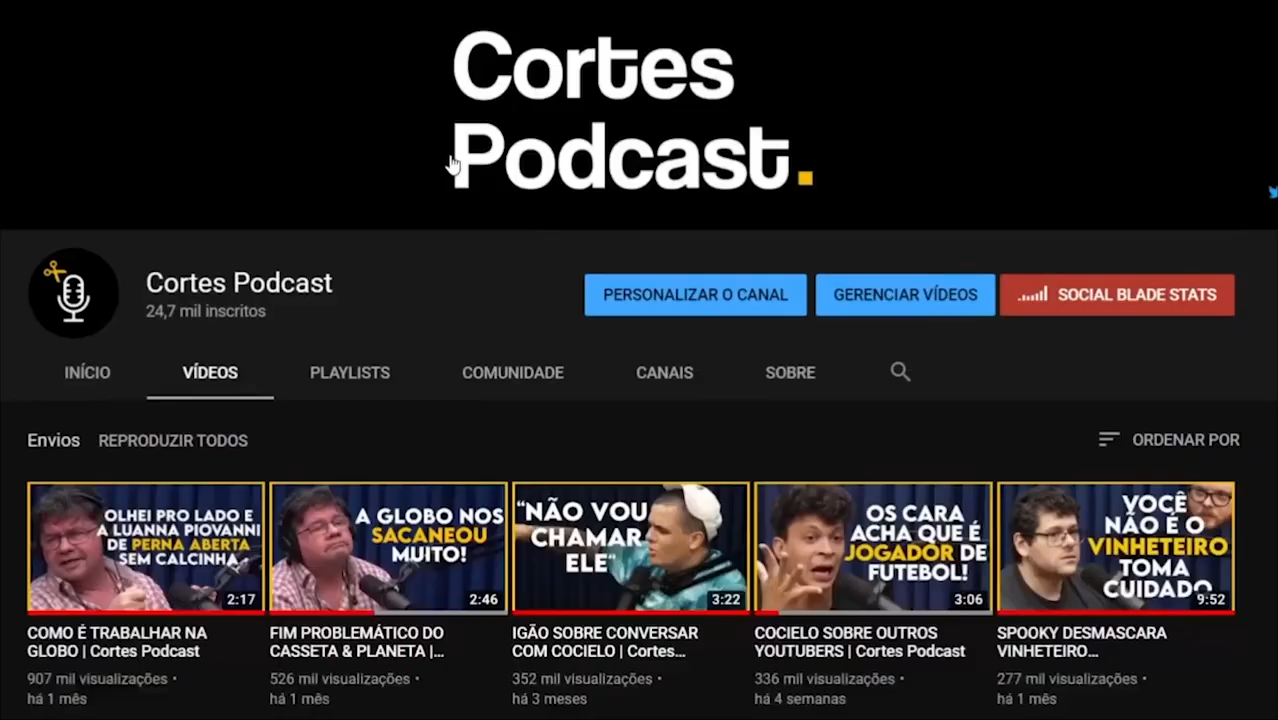 Cortes
Podcast.
Cortes Podcast
24,7 mil inscritos
PERSONALIZAR O CANAL
GERENCIAR VÍDEOS
SOCIAL BLADE STATS
INÍCIO
VÍDEOS
PLAYLISTS
COMUNIDADE
CANAIS
SOBRE
Envios
REPRODUZIR TODOS
ORDENAR POR
OLHEI PRO LADO E
A LUANNA PIOVANNI
DE PERNA ABERTA
SEM CALCINHA
2:17
COMO É TRABALHAR NA
GLOBO | Cortes Podcast
907 mil visualizações •
há 1 mês
A GLOBO NOS
SACANEOU
MUITO!
2:46
FIM PROBLEMÁTICO DO
CASSETA & PLANETA |...
526 mil visualizações •
há 1 mês
"NÃO VOU
CHAMAR
ELE"
3:22
IGÃO SOBRE CONVERSAR
COM COCIELO | Cortes...
352 mil visualizações •
há 3 meses
OS CARA
ACHA QUE É
JOGADOR DE
FUTEBOL!
3:06
COCIELO SOBRE OUTROS
YOUTUBERS | Cortes Podcast
336 mil visualizações •
há 4 semanas
VOCÊ
NÃO É O
VINHETEIRO
TOMA
CUIDADO
9:52
SPOOKY DESMASCARA
VINHETEIRO...
277 mil visualizações •
há 1 mês